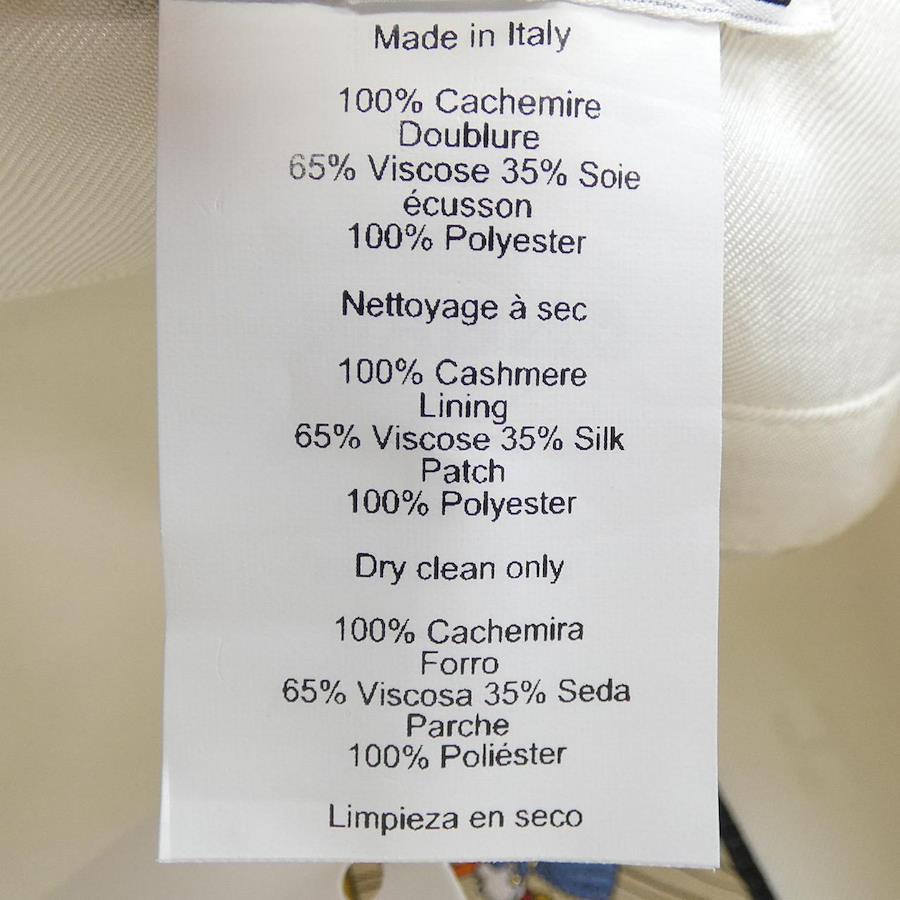 Made in Italy
100% Cachemire
Doublure
65% Viscose 35% Soie
écusson
100% Polyester
Nettoyage à sec
100% Cashmere
Lining
65% Viscose 35% Silk
Patch
100% Polyester
Dry clean only
100% Cachemira
Forro
65% Viscosa 35% Seda
Parche
100% Poliéster
Limpieza en seco